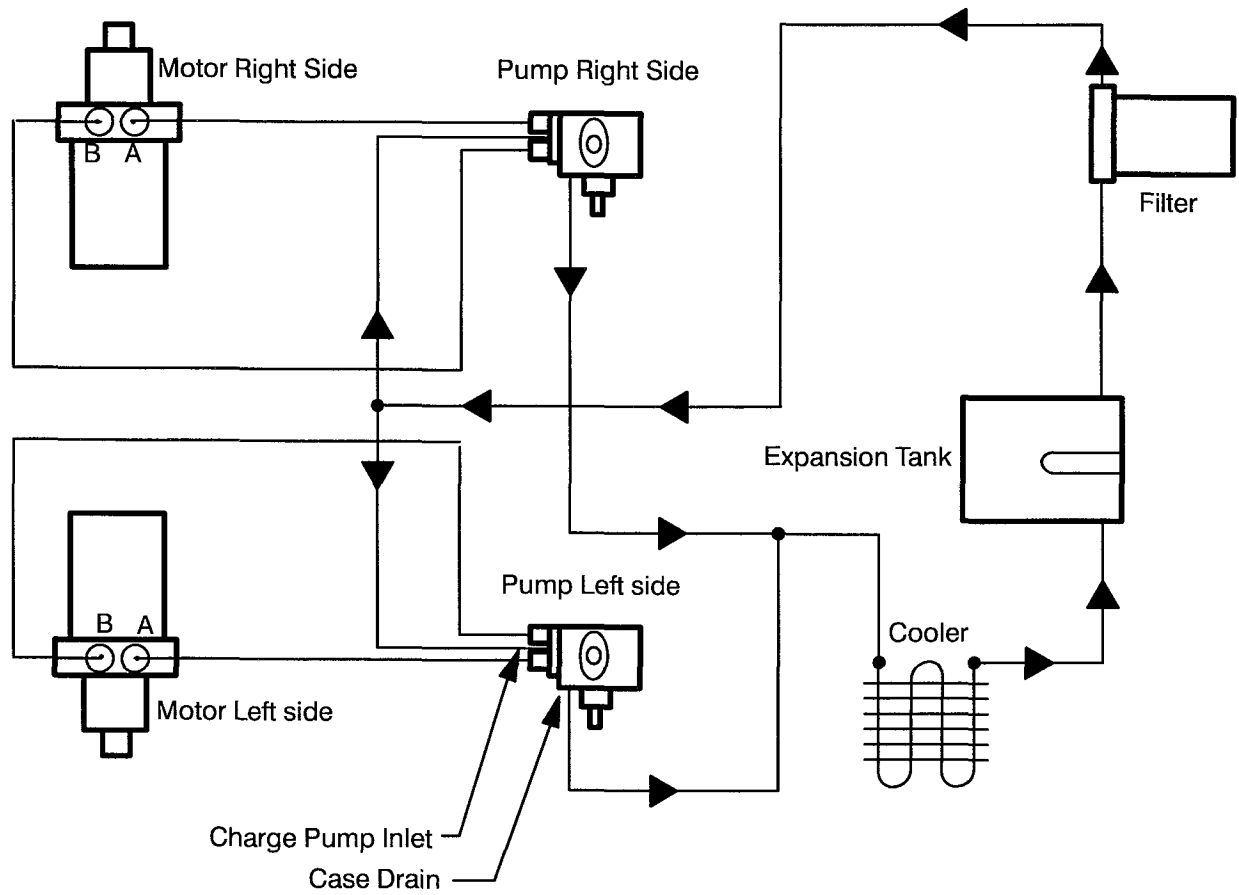 Motor Right Side
Pump Right Side
B A
Filter
Expansion Tank
Pump Left side
B A
Cooler
Motor Left side
Charge Pump Inlet
Case Drain